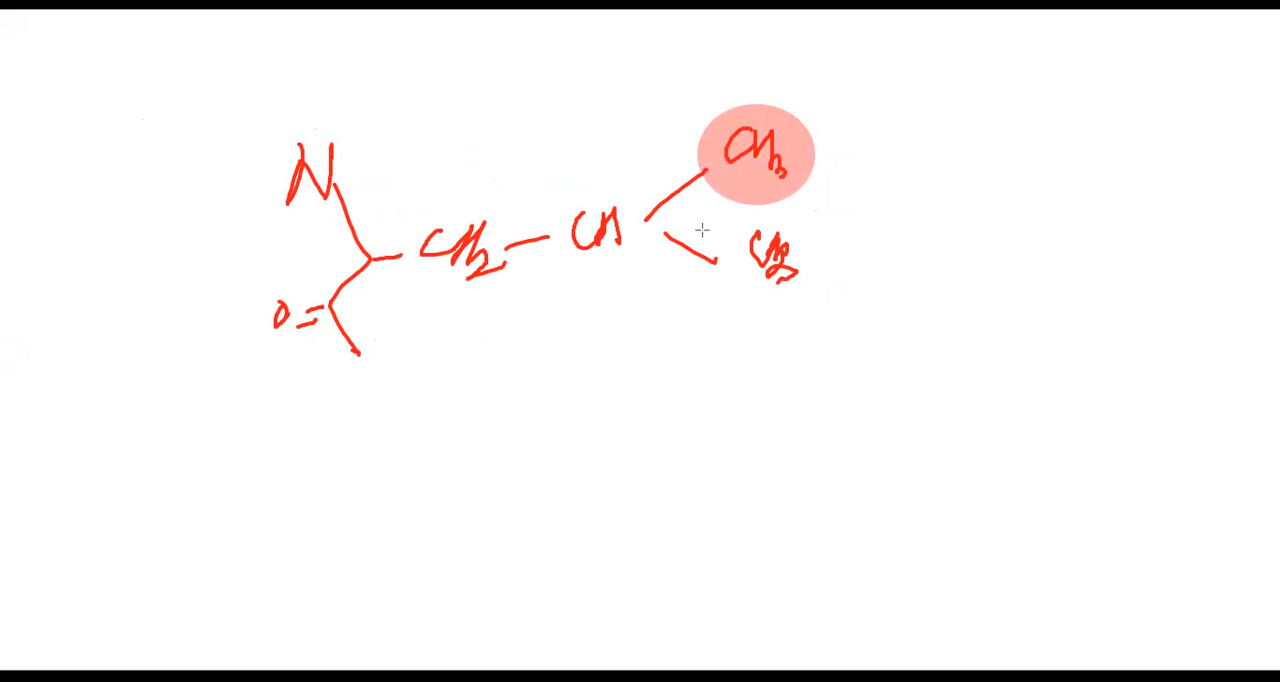 CH₃
N
CH₂ – CH
CH₃
O =